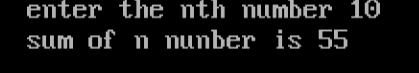 enter the nth number 10
sum of n nunber is 55